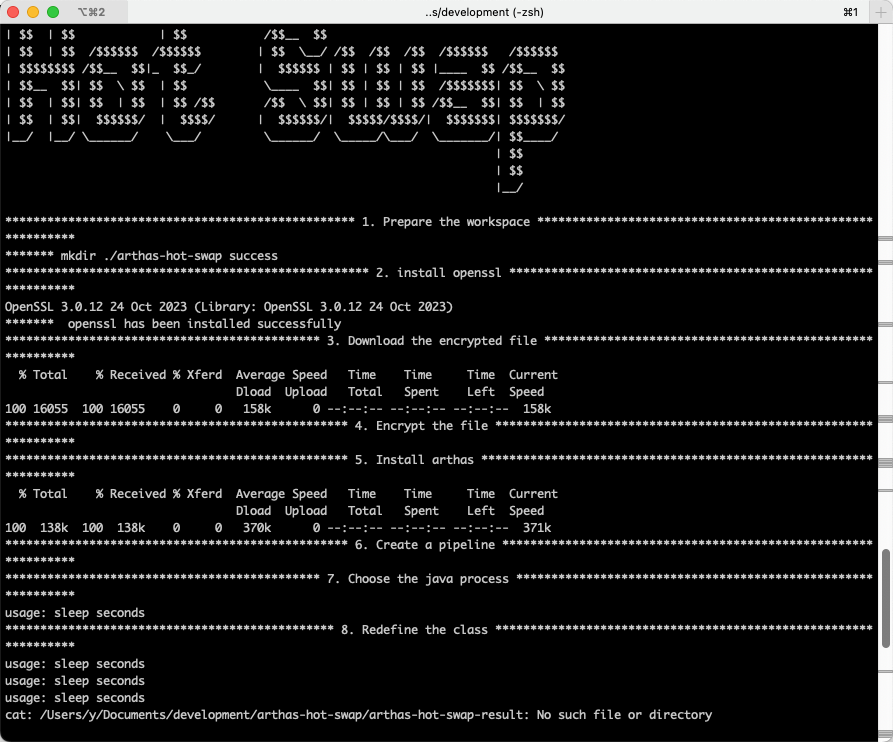 ⌥⌘2
..s/development (-zsh)
⌘1
| $$  | $$            | $$           /$$__  $$
| $$  | $$  /$$$$$$  /$$$$$$        | $$  \__/ /$$  /$$  /$$  /$$$$$$   /$$$$$$
| $$$$$$$$ /$$__  $$|_  $$_/        |  $$$$$$ | $$ | $$ | $$ |____  $$ /$$__  $$
| $$__  $$| $$  \ $$  | $$           \____  $$| $$ | $$ | $$  /$$$$$$$| $$  \ $$
| $$  | $$| $$  | $$  | $$ /$$       /$$  \ $$| $$ | $$ | $$ /$$__  $$| $$  | $$
| $$  | $$|  $$$$$$/  |  $$$$/      |  $$$$$$/|  $$$$$/$$$$/|  $$$$$$$| $$$$$$$/
|__/  |__/ \______/    \___/         \______/  \_____/\___/  \_______/| $$____/
                                                                      | $$
                                                                      | $$
                                                                      |__/
************************************************** 1. Prepare the workspace ************************************************
**********
******* mkdir ./arthas-hot-swap success
**************************************************** 2. install openssl ****************************************************
**********
OpenSSL 3.0.12 24 Oct 2023 (Library: OpenSSL 3.0.12 24 Oct 2023)
*******  openssl has been installed successfully
********************************************* 3. Download the encrypted file ***********************************************
**********
  % Total    % Received % Xferd  Average Speed   Time    Time     Time  Current
                                 Dload  Upload   Total   Spent    Left  Speed
100 16055  100 16055    0     0   158k      0 --:--:-- --:--:-- --:--:--  158k
************************************************** 4. Encrypt the file ******************************************************
**********
************************************************** 5. Install arthas *********************************************************
**********
  % Total    % Received % Xferd  Average Speed   Time    Time     Time  Current
                                 Dload  Upload   Total   Spent    Left  Speed
100  138k  100  138k    0     0   370k      0 --:--:-- --:--:-- --:--:--  371k
************************************************* 6. Create a pipeline *****************************************************
**********
********************************************* 7. Choose the java process ****************************************************
**********
usage: sleep seconds
*********************************************** 8. Redefine the class ******************************************************
**********
usage: sleep seconds
usage: sleep seconds
usage: sleep seconds
cat: /Users/y/Documents/development/arthas-hot-swap/arthas-hot-swap-result: No such file or directory